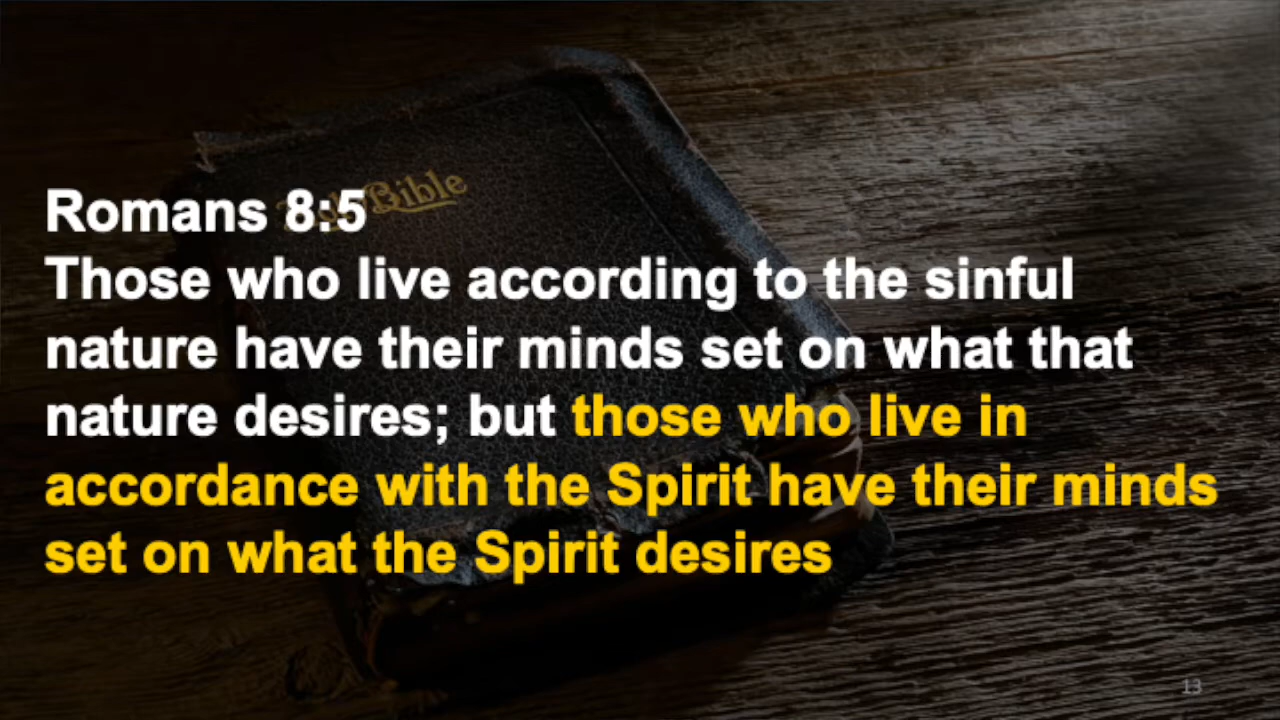 Holy Bible
Romans 8:5
Those who live according to the sinful
nature have their minds set on what that
nature desires; but those who live in
accordance with the Spirit have their minds
set on what the Spirit desires
13